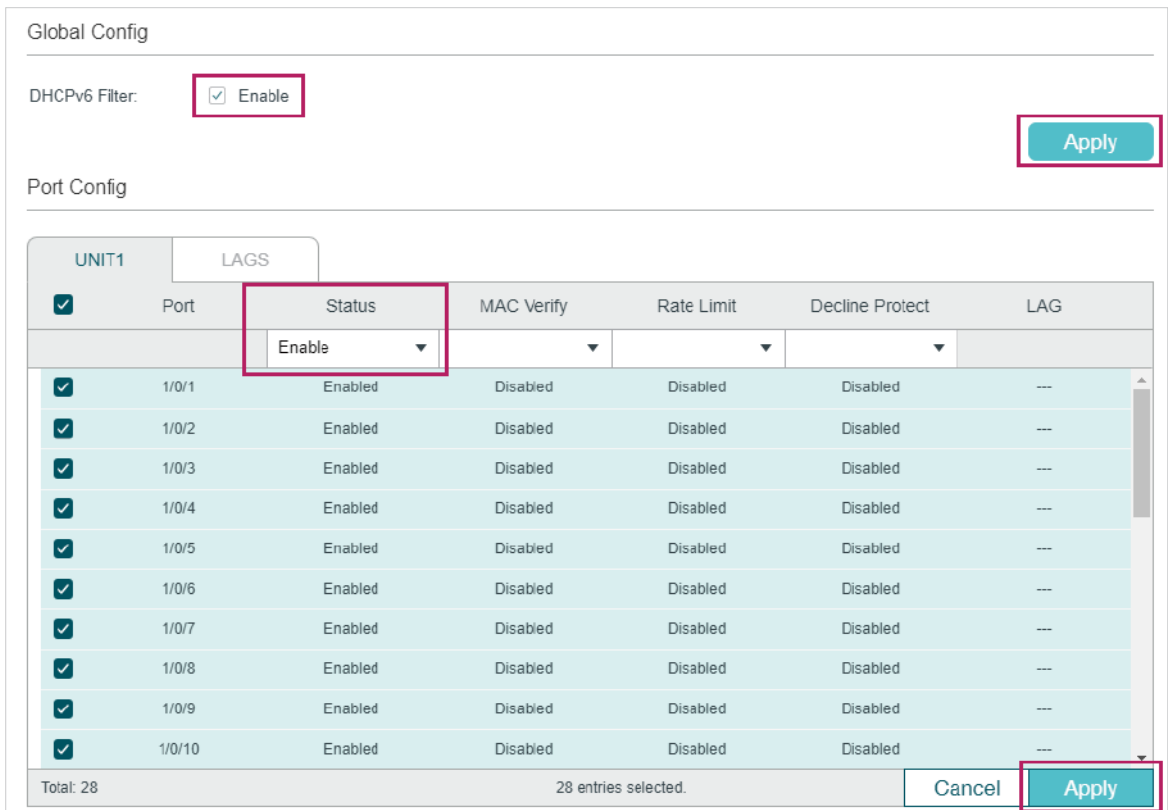 Global Config
DHCPv6 Filter: Enable
Apply
Port Config
UNIT1 LAGS
Port Status MAC Verify Rate Limit Decline Protect LAG
Enable
1/0/1 Enabled Disabled Disabled Disabled ---
1/0/2 Enabled Disabled Disabled Disabled ---
1/0/3 Enabled Disabled Disabled Disabled ---
1/0/4 Enabled Disabled Disabled Disabled ---
1/0/5 Enabled Disabled Disabled Disabled ---
1/0/6 Enabled Disabled Disabled Disabled ---
1/0/7 Enabled Disabled Disabled Disabled ---
1/0/8 Enabled Disabled Disabled Disabled ---
1/0/9 Enabled Disabled Disabled Disabled ---
1/0/10 Enabled Disabled Disabled Disabled ---
Total: 28 28 entries selected. Cancel Apply